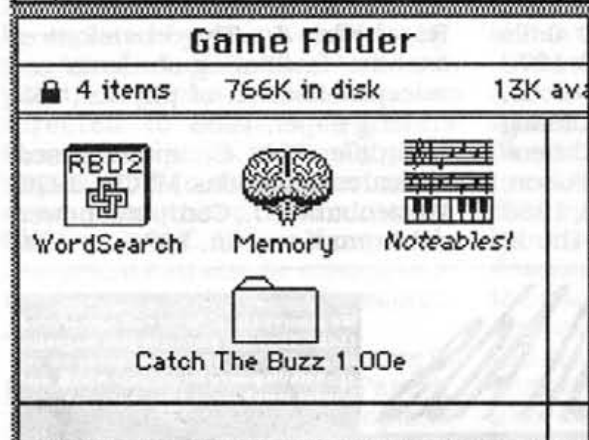 Game Folder
4 items 766K in disk 13K ava
RBD2
WordSearch Memory Noteables!
Catch The Buzz 1.00e